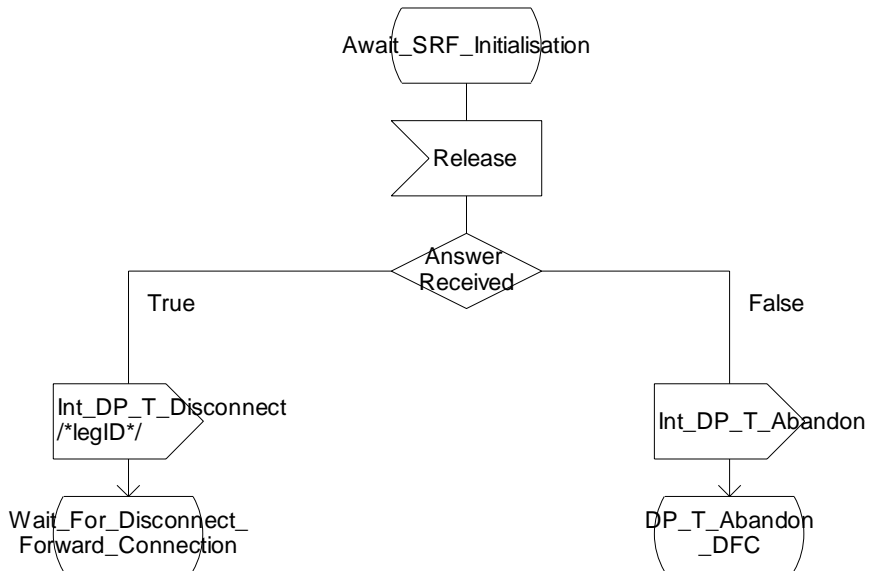 Await_SRF_Initialisation
Release
Answer
Received
True
False
Int_DP_T_Disconnect
/*legID*/
Int_DP_T_Abandon
Wait_For_Disconnect_
Forward_Connection
DP_T_Abandon
_DFC